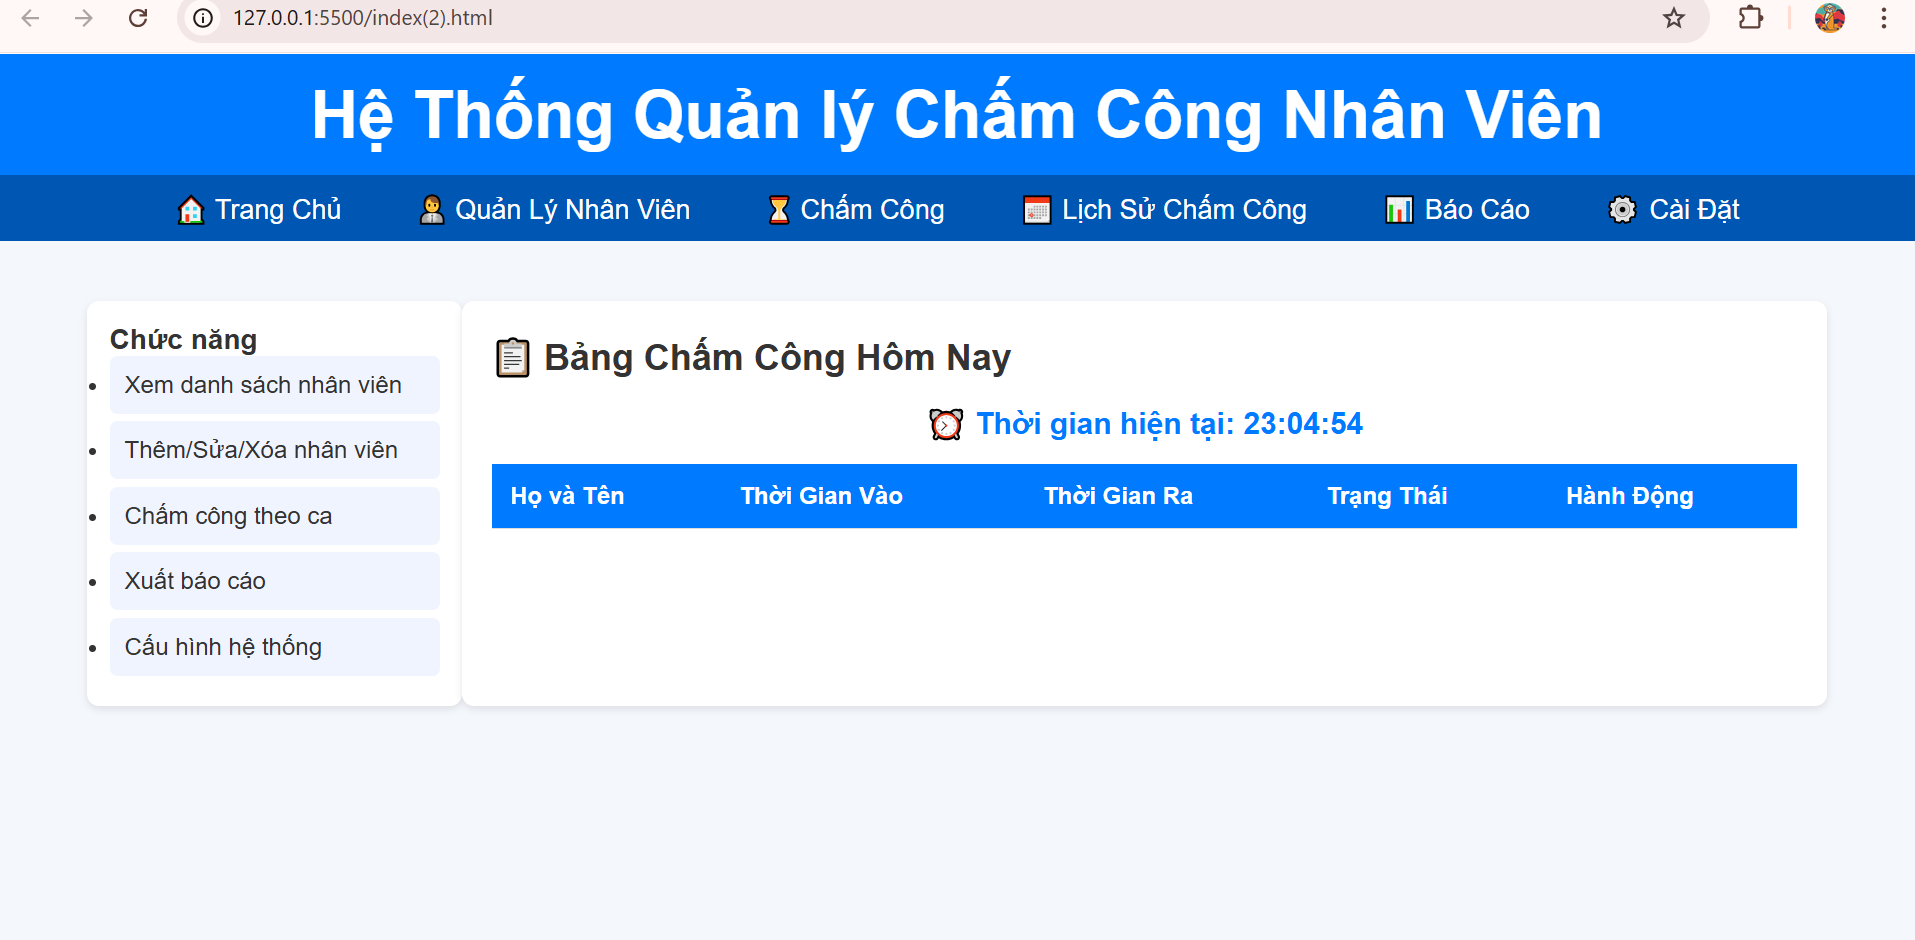 127.0.0.1:5500/index(2).html
Hệ Thống Quản lý Chấm Công Nhân Viên
Trang Chủ Quản Lý Nhân Viên Chấm Công Lịch Sử Chấm Công Báo Cáo Cài Đặt
Chức năng
Xem danh sách nhân viên
Thêm/Sửa/Xóa nhân viên
Chấm công theo ca
Xuất báo cáo
Cấu hình hệ thống
Bảng Chấm Công Hôm Nay
Thời gian hiện tại: 23:04:54
Họ và Tên Thời Gian Vào Thời Gian Ra Trạng Thái Hành Động